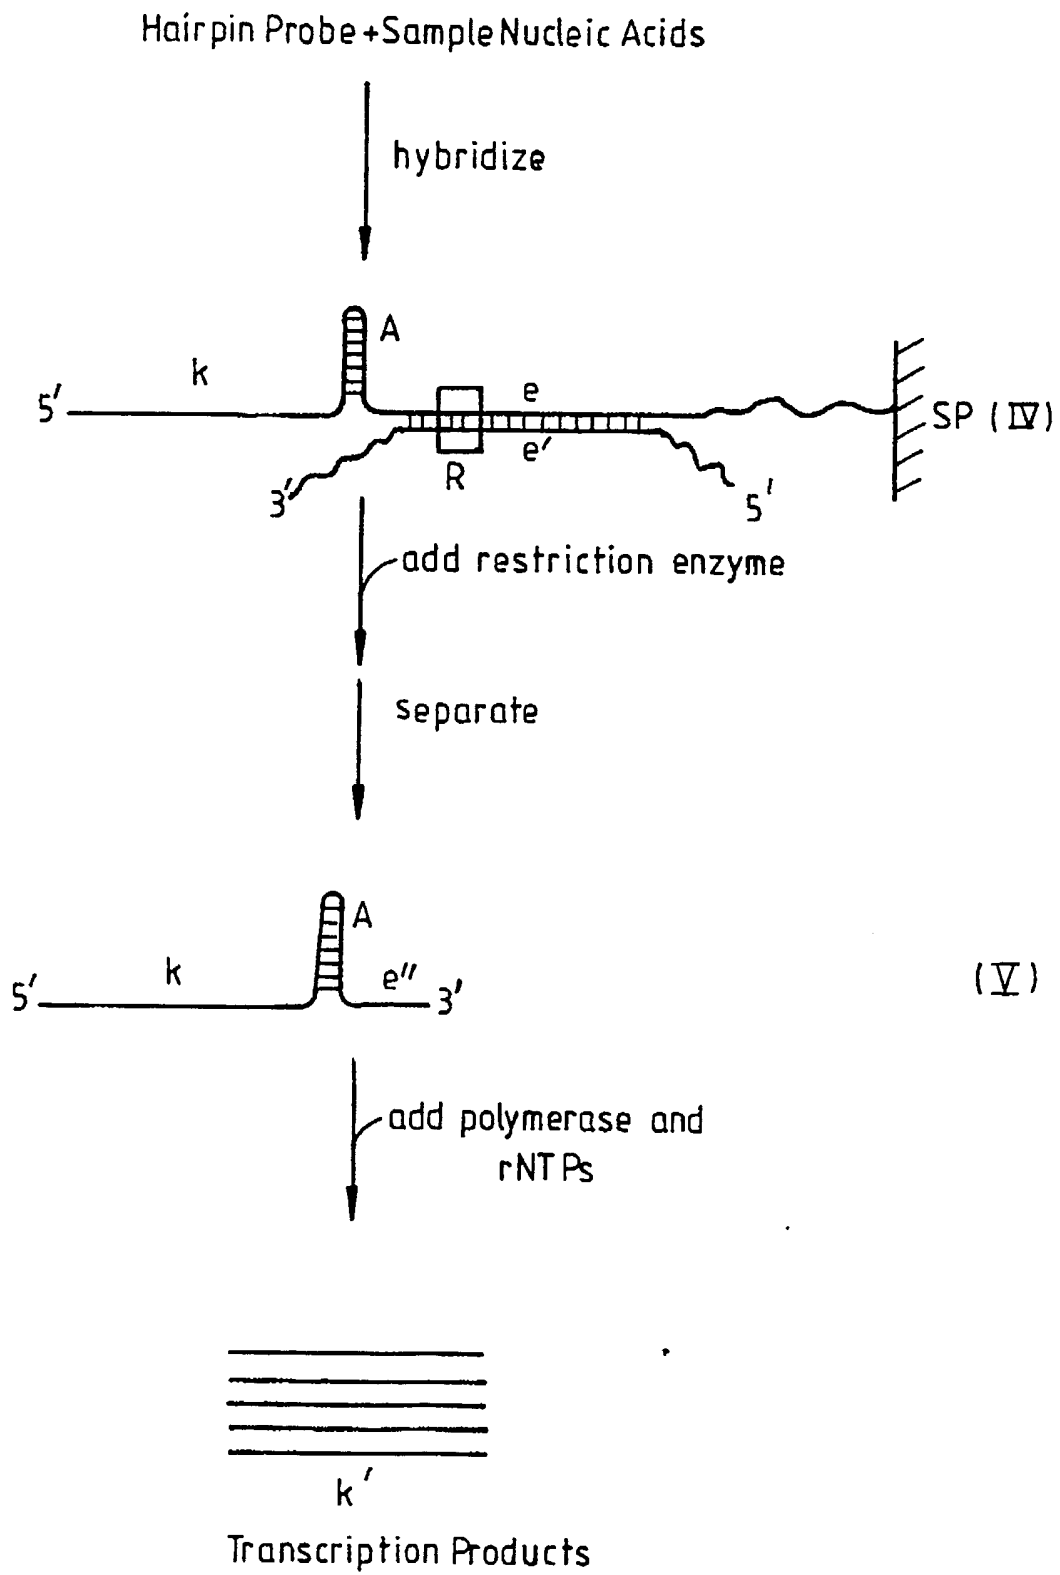 Hairpin Probe+Sample Nucleic Acids
hybridize
A
k
e
5'
SP (IV)
e'
R
3'
5'
add restriction enzyme
separate
A
k
e''
5'
3'
(V)
add polymerase and
rNTPs
k'
Transcription Products